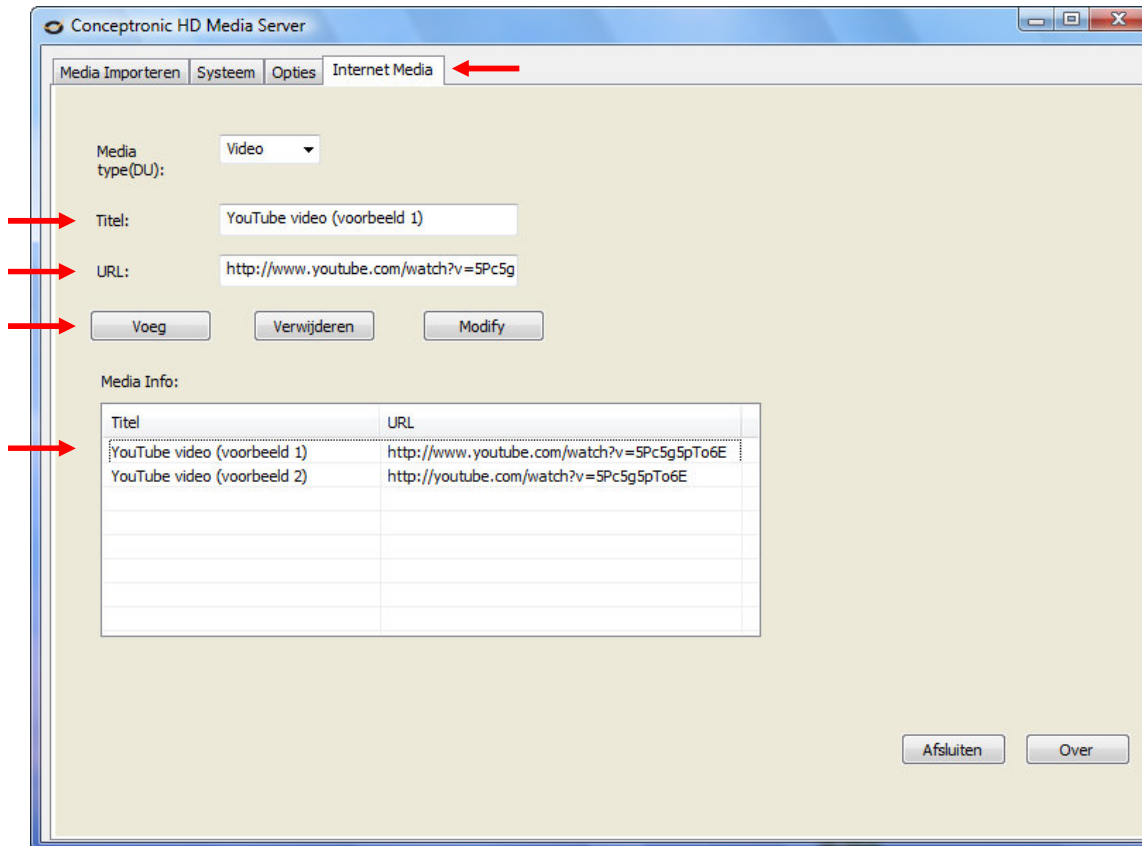 Conceptronic HD Media Server
Media Importeren Systeem Opties Internet Media
Media type(DU): Video
Titel: YouTube video (voorbeeld 1)
URL: http://www.youtube.com/watch?v=5Pc5g
Voeg Verwijderen Modify
Media Info:
Titel URL
YouTube video (voorbeeld 1) http://www.youtube.com/watch?v=5Pc5g5pTo6E
YouTube video (voorbeeld 2) http://youtube.com/watch?v=5Pc5g5pTo6E
Afsluiten Over